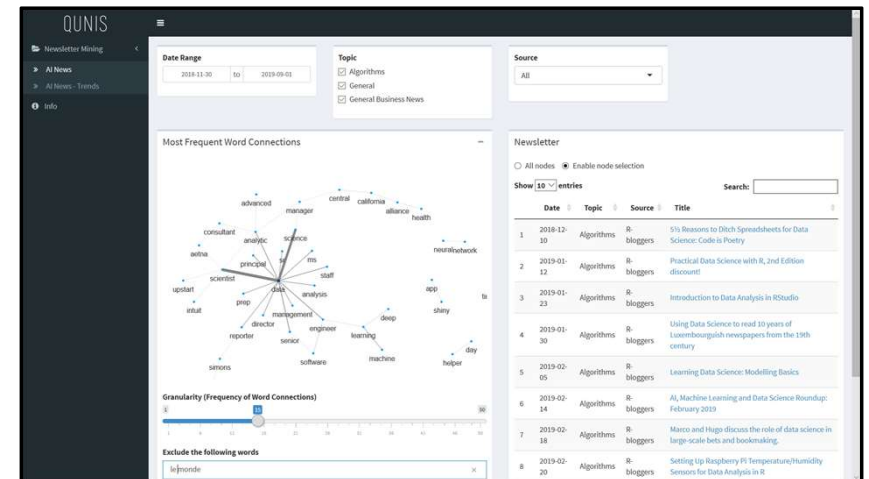 QUNIS
Newsletter Mining
AI News
AI News - Trends
Info
Date Range
2018-11-30 to 2019-09-01
Topic
Algorithms
General
General Business News
Source
All
Most Frequent Word Connections
advanced
manager
central
california
alliance
health
consultant
analytic
science
neural
network
aetna
principal
sr
ms
staff
scientist
data
upstart
analysis
app
prep
intuit
shiny
management
deep
director
engineer
reporter
senior
learning
day
software
machine
helper
simons
Granularity (Frequency of Word Connections)
1 15 50
Exclude the following words
lemonde
Newsletter
All nodes Enable node selection
Show 10 entries
Search:
Date Topic Source Title
1 2018-12-10 Algorithms R-bloggers 5½ Reasons to Ditch Spreadsheets for Data
Science: Code is Poetry
2 2019-01-12 Algorithms R-bloggers Practical Data Science with R, 2nd Edition
discount!
3 2019-01-23 Algorithms R-bloggers Introduction to Data Analysis in RStudio
4 2019-01-30 Algorithms R-bloggers Using Data Science to read 10 years of
Luxembourguish newspapers from the 19th
century
5 2019-02-05 Algorithms R-bloggers Learning Data Science: Modelling Basics
6 2019-02-14 Algorithms R-bloggers AI, Machine Learning and Data Science Roundup:
February 2019
7 2019-02-18 Algorithms R-bloggers Marco and Hugo discuss the role of data science in
large-scale bets and bookmaking.
8 2019-02-20 Algorithms R-bloggers Setting Up Raspberry Pi Temperature/Humidity
Sensors for Data Analysis in R